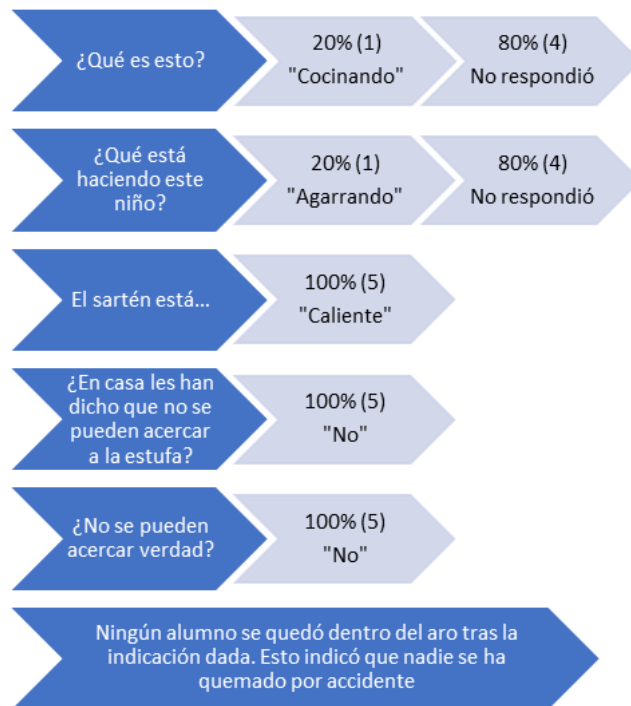 ¿Qué es esto?
20% (1)
"Cocinando"
80% (4)
No respondió
¿Qué está
haciendo este
niño?
20% (1)
"Agarrando"
80% (4)
No respondió
El sartén está...
100% (5)
"Caliente"
¿En casa les han
dicho que no se
pueden acercar
a la estufa?
100% (5)
"No"
¿No se pueden
acercar verdad?
100% (5)
"No"
Ningún alumno se quedó dentro del aro tras la
indicación dada. Esto indicó que nadie se ha
quemado por accidente